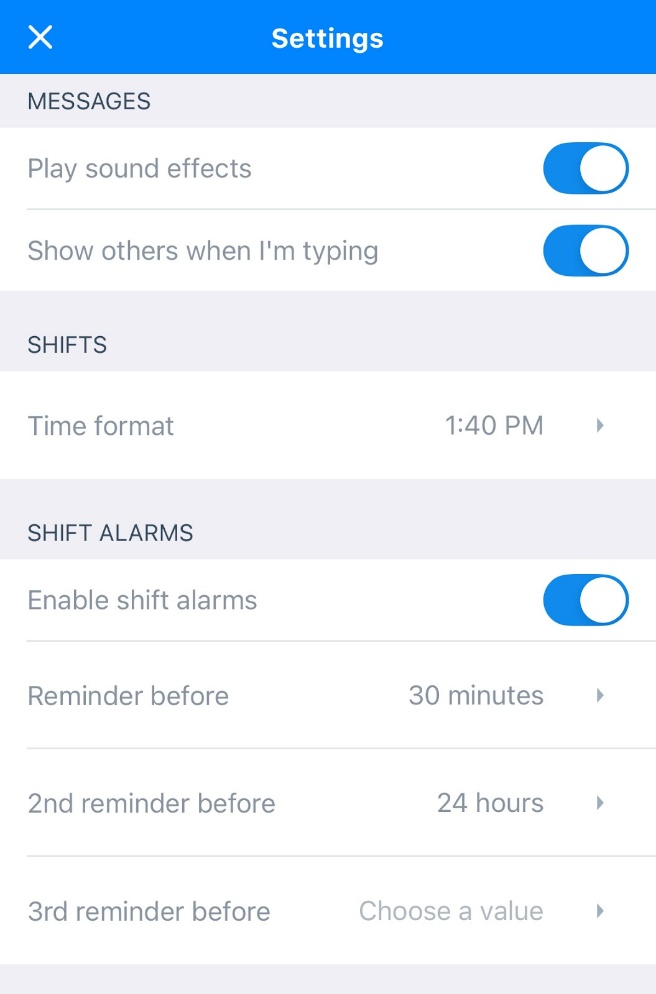 Settings
MESSAGES
Play sound effects
Show others when I'm typing
SHIFTS
Time format 1:40 PM
SHIFT ALARMS
Enable shift alarms
Reminder before 30 minutes
2nd reminder before 24 hours
3rd reminder before Choose a value